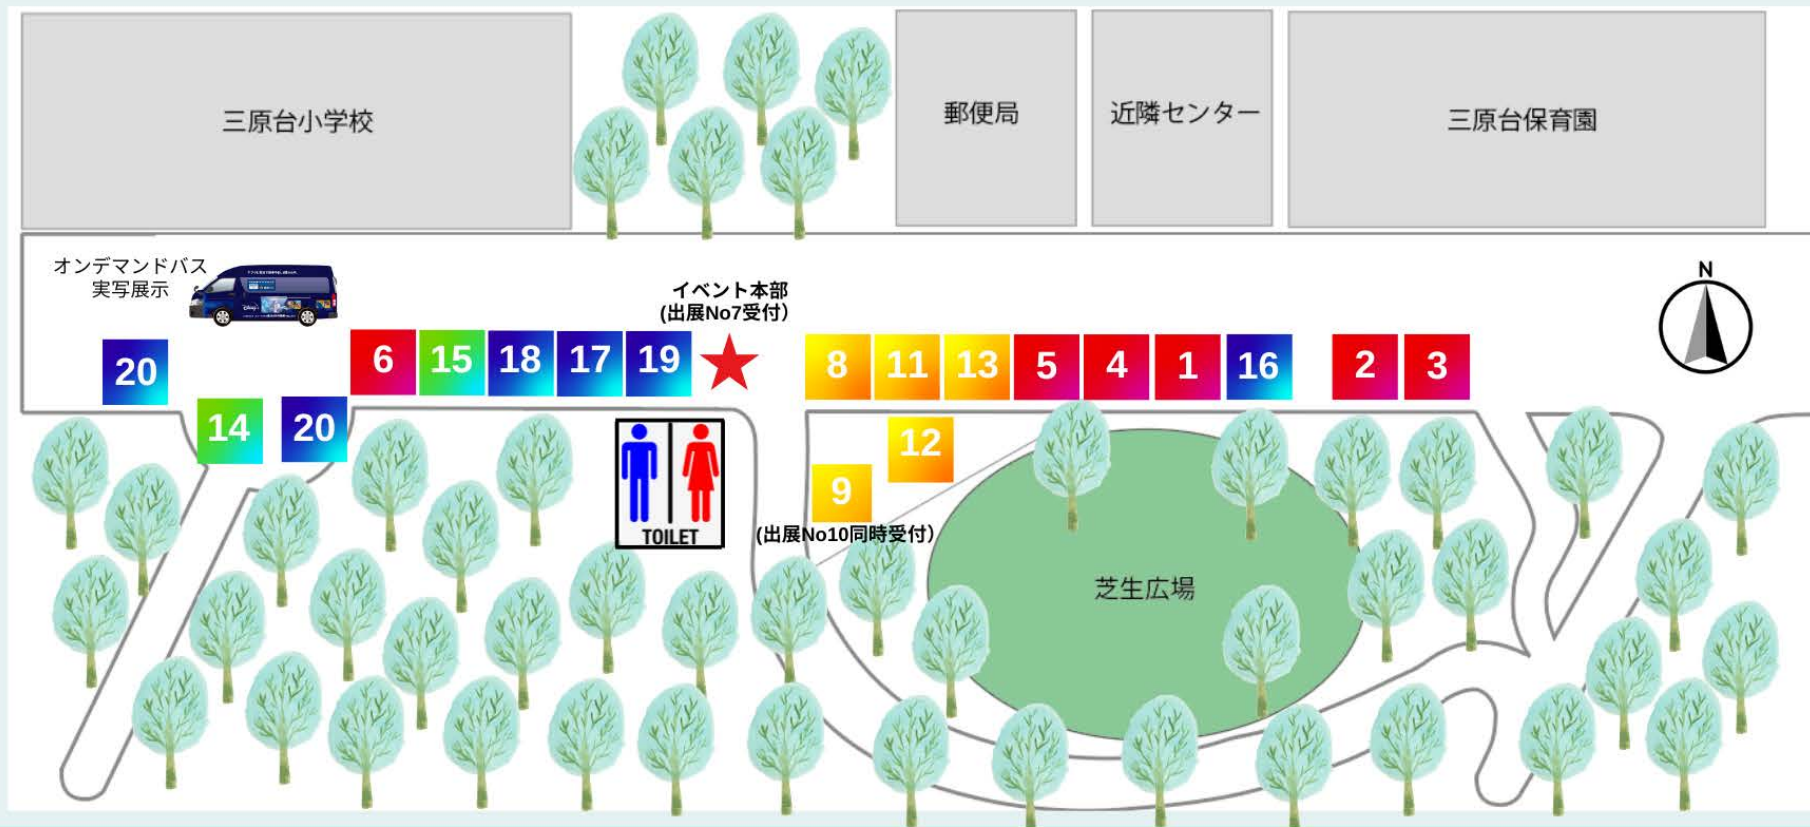 三原台小学校
郵便局
近隣センター
三原台保育園
オンデマンドバス
実写展示
イベント本部
(出展No7受付)
N
20
6
15
18
17
19
8
11
13
5
4
1
16
2
3
14
20
12
9
(出展No10同時受付)
TOILET
芝生広場